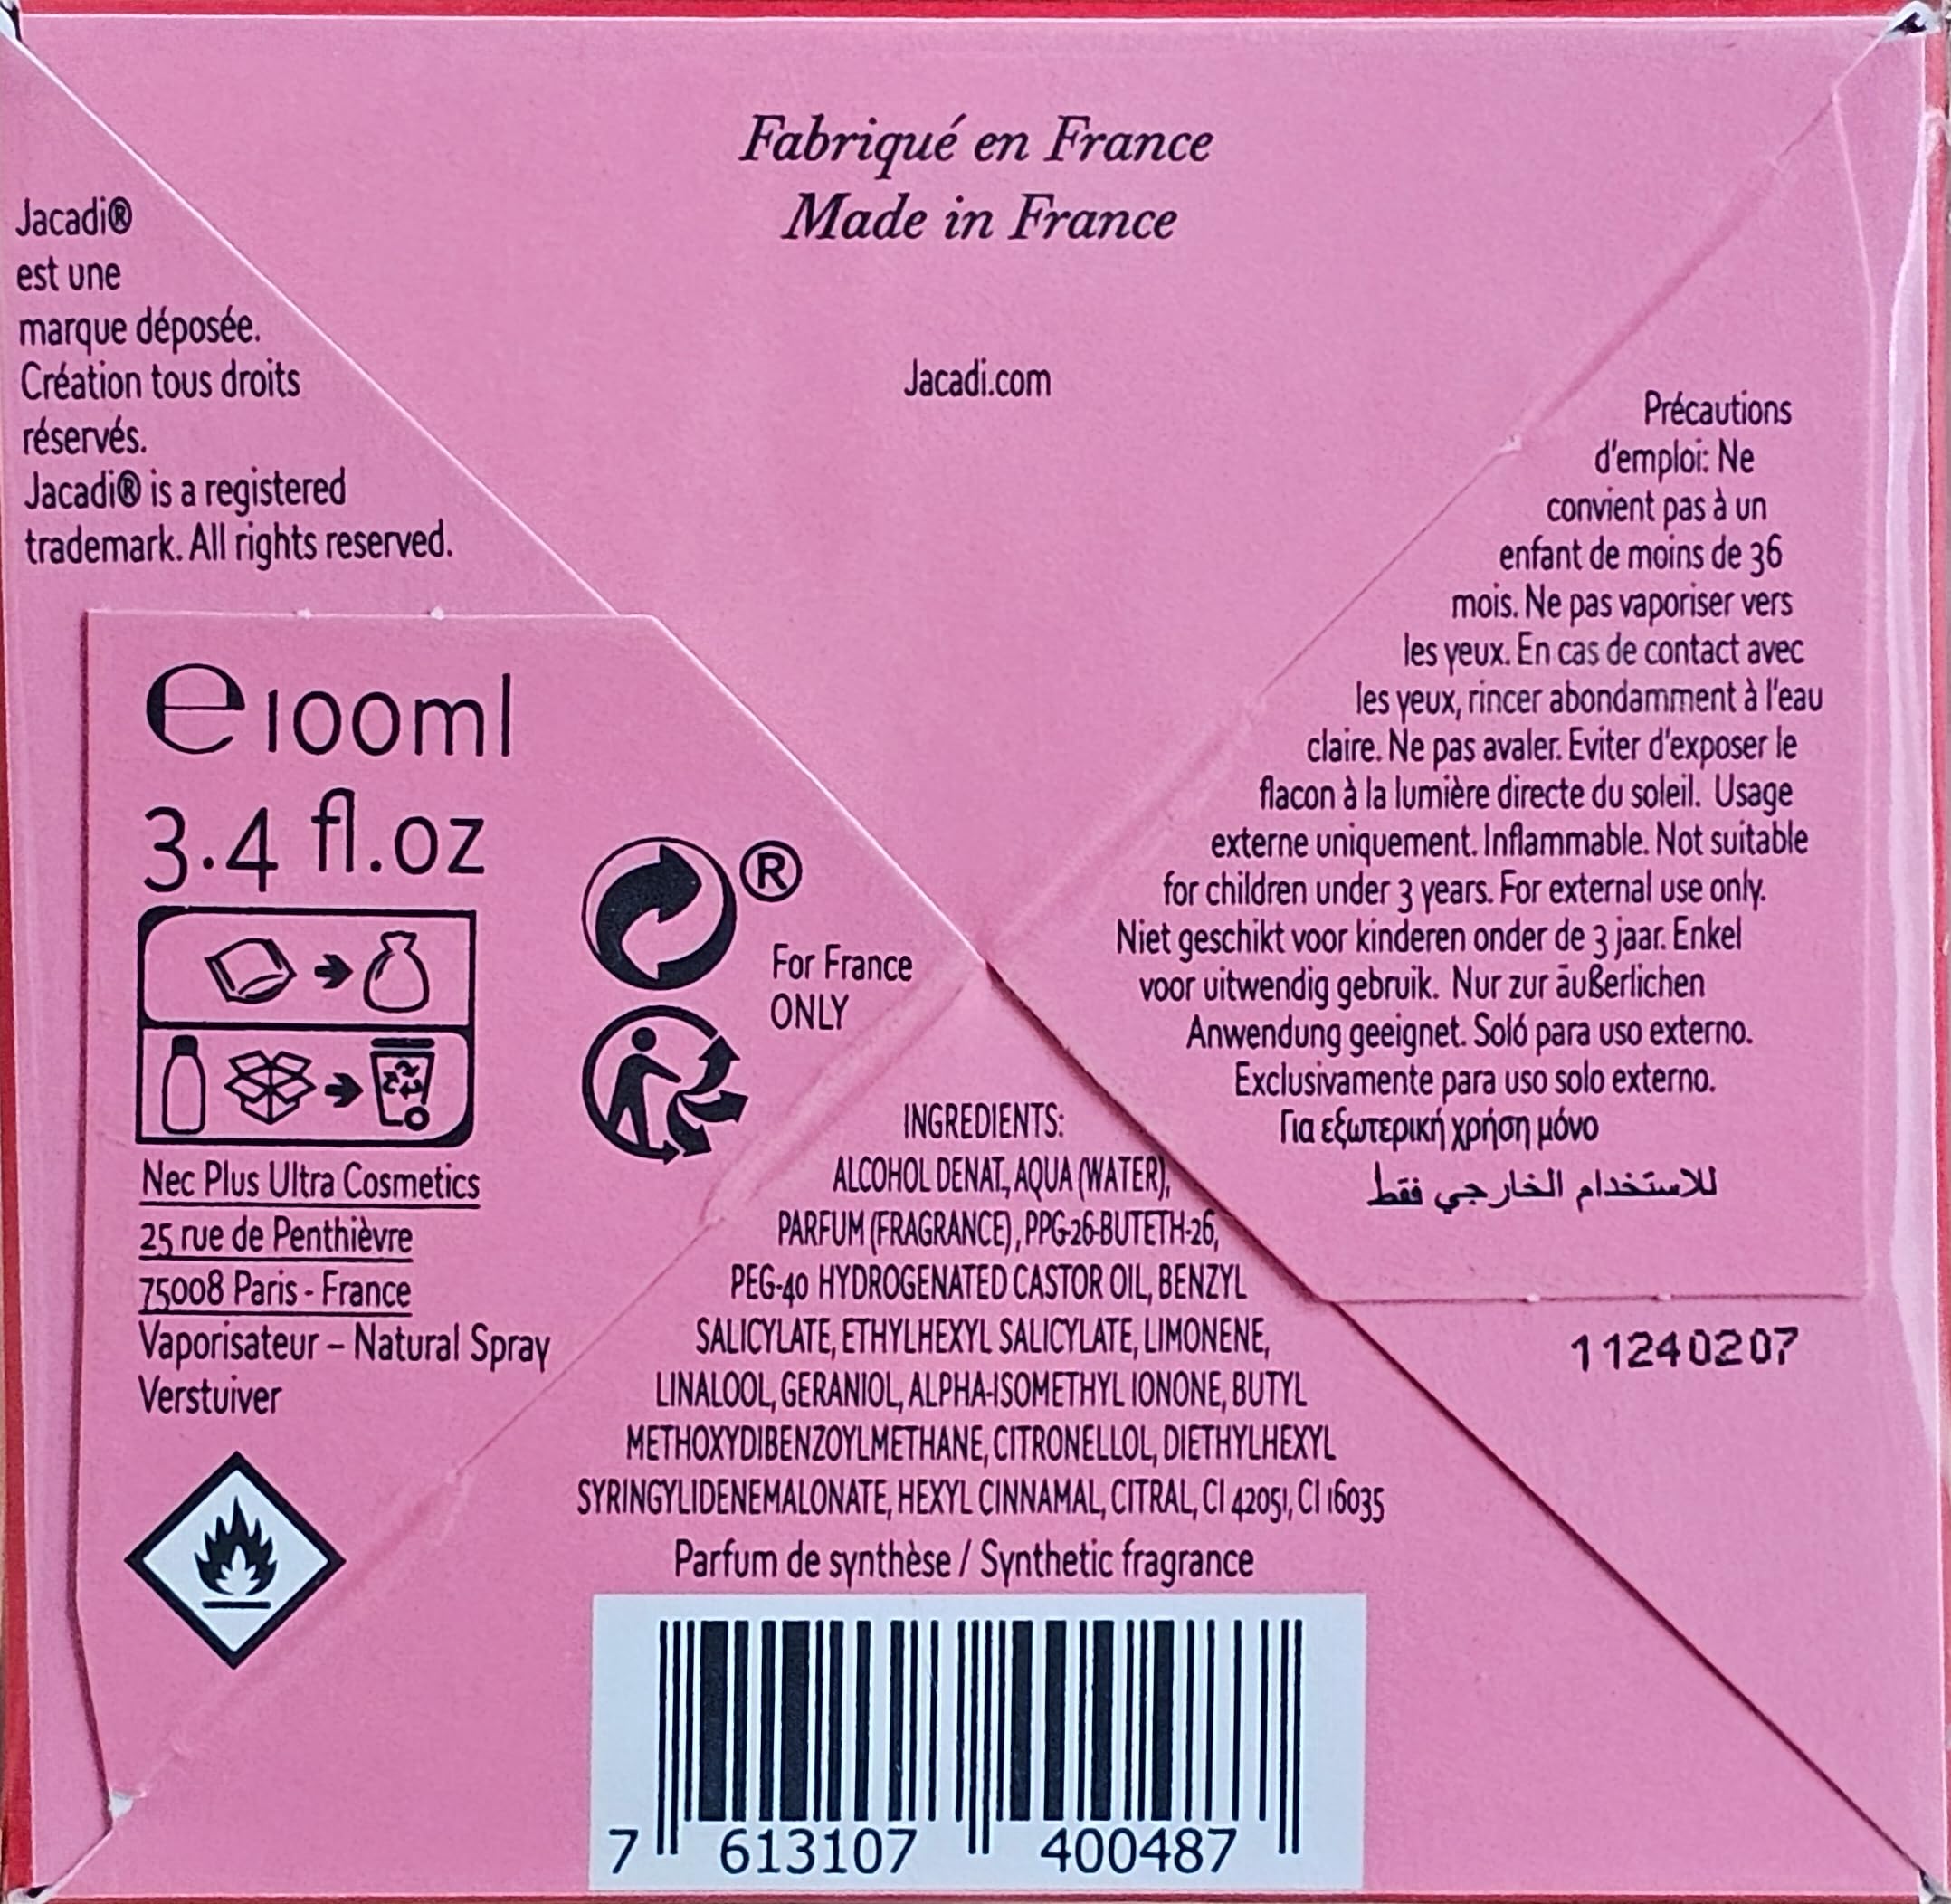 Fabriqué en France
Made in France
Jacadi.com
Jacadi®
est une
marque déposée.
Création tous droits
réservés.
Jacadi® is a registered
trademark. All rights reserved.
e100ml
3.4 fl.oz
®
For France
ONLY
Nec Plus Ultra Cosmetics
25 rue de Penthièvre
75008 Paris - France
Vaporisateur – Natural Spray
Verstuiver
Précautions
d'emploi: Ne
convient pas à un
enfant de moins de 36
mois. Ne pas vaporiser vers
les yeux. En cas de contact avec
les yeux, rincer abondamment à l'eau
claire. Ne pas avaler. Eviter d'exposer le
flacon à la lumière directe du soleil. Usage
externe uniquement. Inflammable. Not suitable
for children under 3 years. For external use only.
Niet geschikt voor kinderen onder de 3 jaar. Enkel
voor uitwendig gebruik. Nur zur äußerlichen
Anwendung geeignet. Soló para uso externo.
Exclusivamente para uso solo externo.
Για εξωτερική χρήση μόνο
للاستخدام الخارجي فقط
11240207
INGREDIENTS:
ALCOHOL DENAT, AQUA (WATER),
PARFUM (FRAGRANCE), PPG-26-BUTETH-26,
PEG-40 HYDROGENATED CASTOR OIL, BENZYL
SALICYLATE, ETHYLHEXYL SALICYLATE, LIMONENE,
LINALOOL, GERANIOL, ALPHA-ISOMETHYL IONONE, BUTYL
METHOXYDIBENZOYLMETHANE, CITRONELLOL, DIETHYLHEXYL
SYRINGYLIDENEMALONATE, HEXYL CINNAMAL, CITRAL, CI 42051, CI 16035
Parfum de synthèse / Synthetic fragrance
7 613107 400487